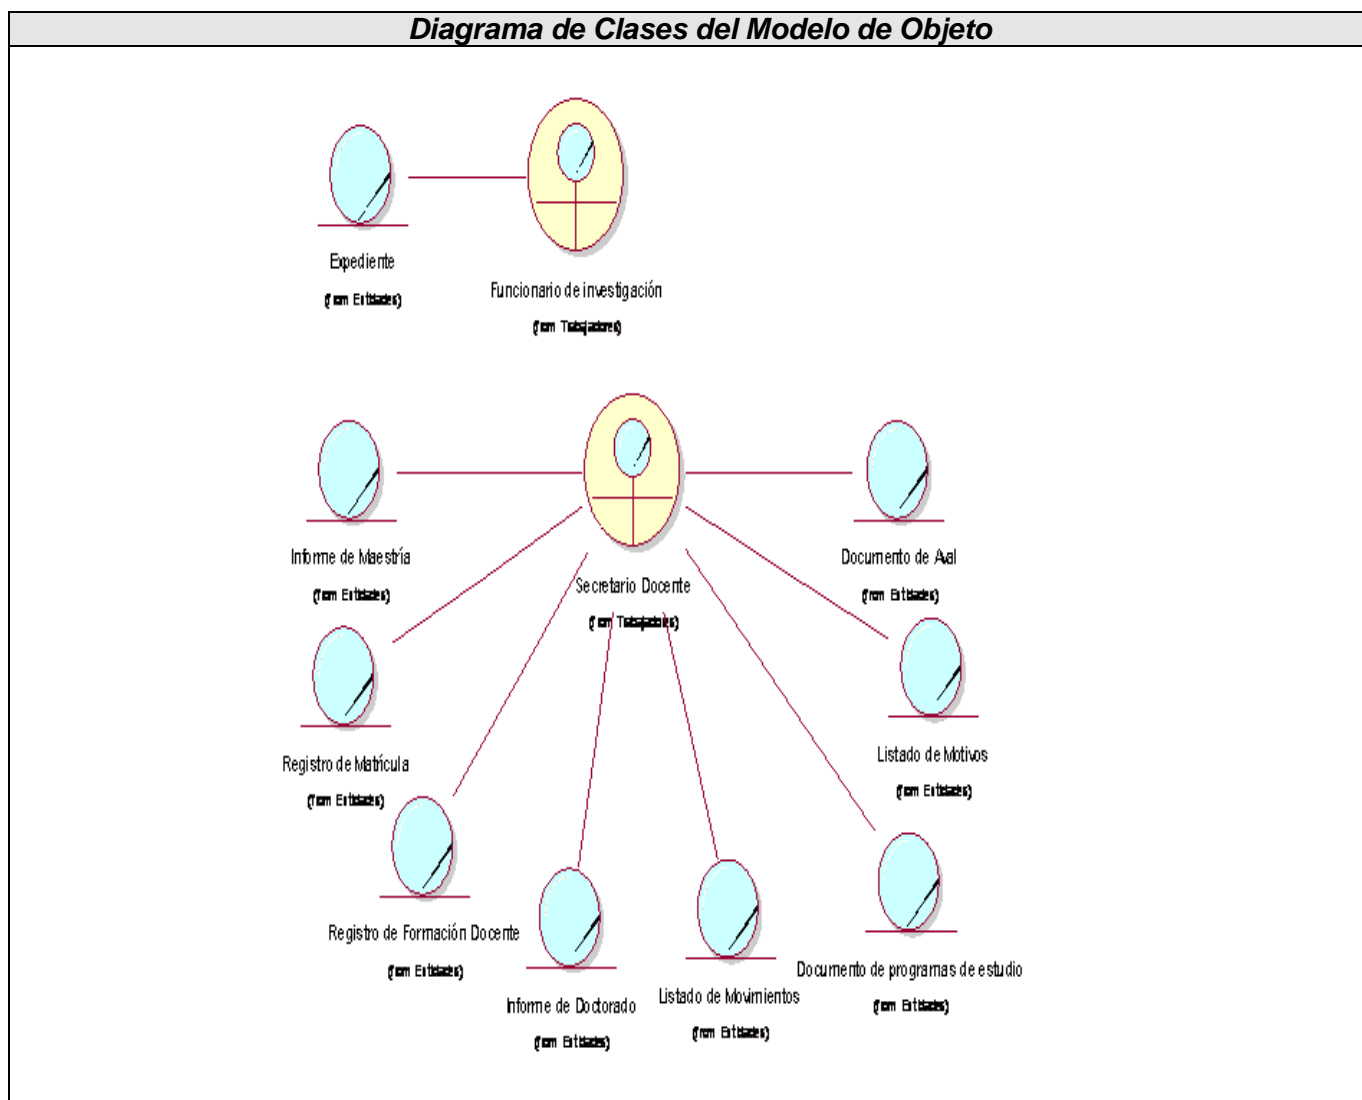 Diagrama de Clases del Modelo de Objeto
Expediente
(from Entidades)
Funcionario de investigación
(from Trabajadores)
Informe de Maestría
(from Entidades)
Secretario Docente
(from Trabajadores)
Documento de Aval
(from Entidades)
Registro de Matrícula
(from Entidades)
Listado de Motivos
(from Entidades)
Registro de Formación Docente
(from Entidades)
Informe de Doctorado
(from Entidades)
Listado de Movimientos
(from Entidades)
Documento de programas de estudio
(from Entidades)